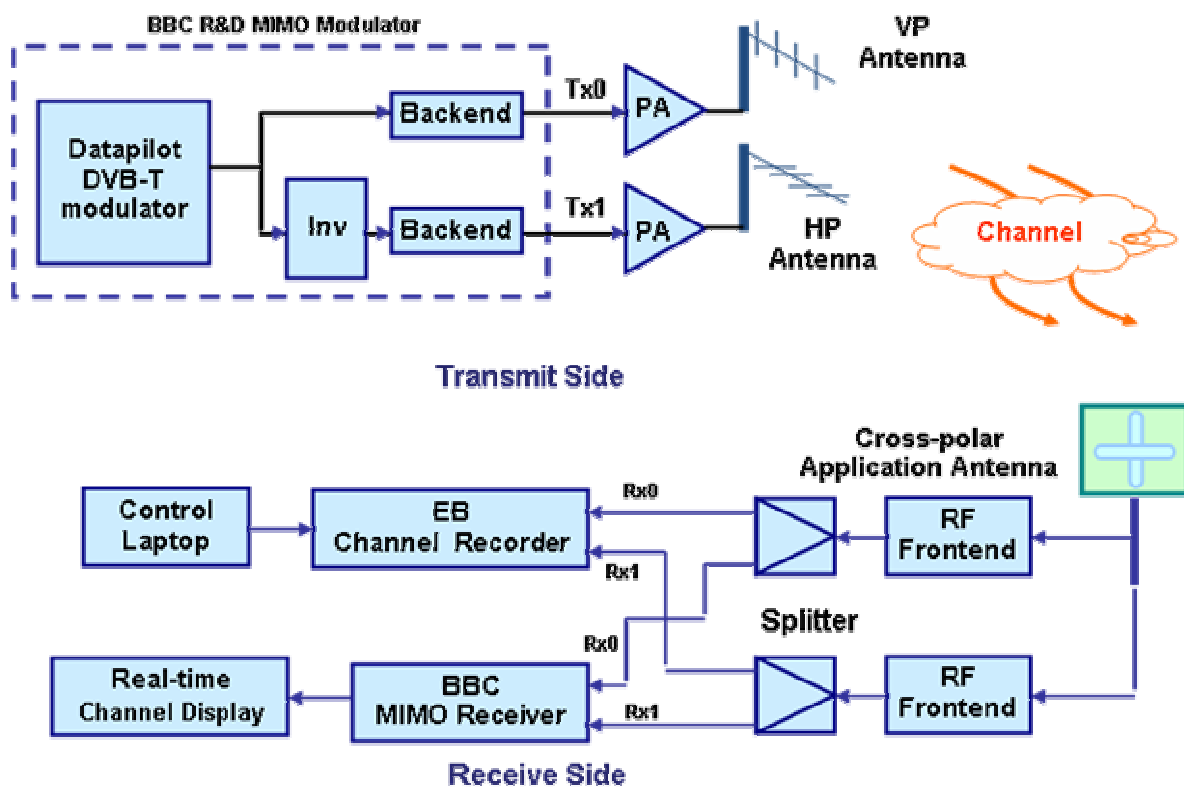 BBC R&D MIMO Modulator
VP
Antenna
Datapilot
DVB-T
modulator
Backend
Tx0
PA
Inv
Backend
Tx1
PA
HP
Antenna
Channel
Transmit Side
Cross-polar
Application Antenna
Control
Laptop
EB
Channel Recorder
Rx0
Rx1
RF
Frontend
Splitter
Real-time
Channel Display
BBC
MIMO Receiver
Rx0
Rx1
RF
Frontend
Receive Side